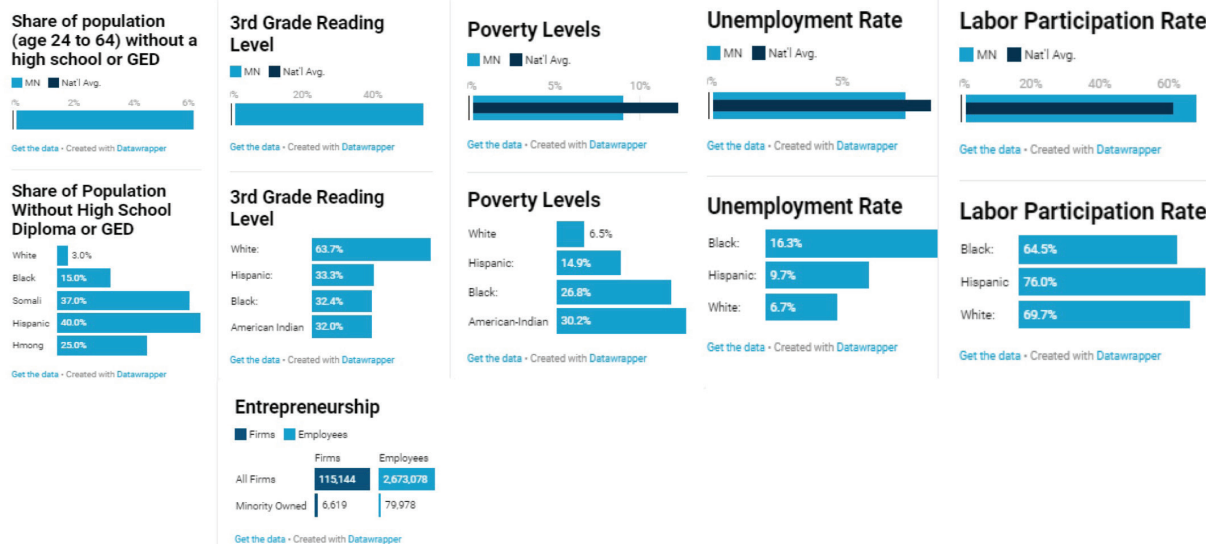 Share of population
(age 24 to 64) without a
high school or GED
MN Nat'l Avg.
% 2% 4% 6%
Get the data • Created with Datawrapper
3rd Grade Reading
Level
MN Nat'l Avg.
% 20% 40%
Get the data • Created with Datawrapper
Poverty Levels
MN Nat'l Avg.
% 5% 10%
Get the data • Created with Datawrapper
Unemployment Rate
MN Nat'l Avg.
% 5%
Get the data • Created with Datawrapper
Labor Participation Rate
MN Nat'l Avg.
% 20% 40% 60%
Get the data • Created with Datawrapper
Share of Population
Without High School
Diploma or GED
White 3.0%
Black 15.0%
Somali 37.0%
Hispanic 40.0%
Hmong 25.0%
Get the data • Created with Datawrapper
3rd Grade Reading
Level
White: 63.7%
Hispanic: 33.3%
Black: 32.4%
American Indian 32.0%
Get the data • Created with Datawrapper
Poverty Levels
White 6.5%
Hispanic: 14.9%
Black: 26.8%
American-Indian 30.2%
Get the data • Created with Datawrapper
Unemployment Rate
Black: 16.3%
Hispanic: 9.7%
White: 6.7%
Get the data • Created with Datawrapper
Labor Participation Rate
Black: 64.5%
Hispanic 76.0%
White: 69.7%
Get the data • Created with Datawrapper
Entrepreneurship
Firms Employees
Firms Employees
All Firms 115,144 2,673,078
Minority Owned 6,619 79,978
Get the data • Created with Datawrapper